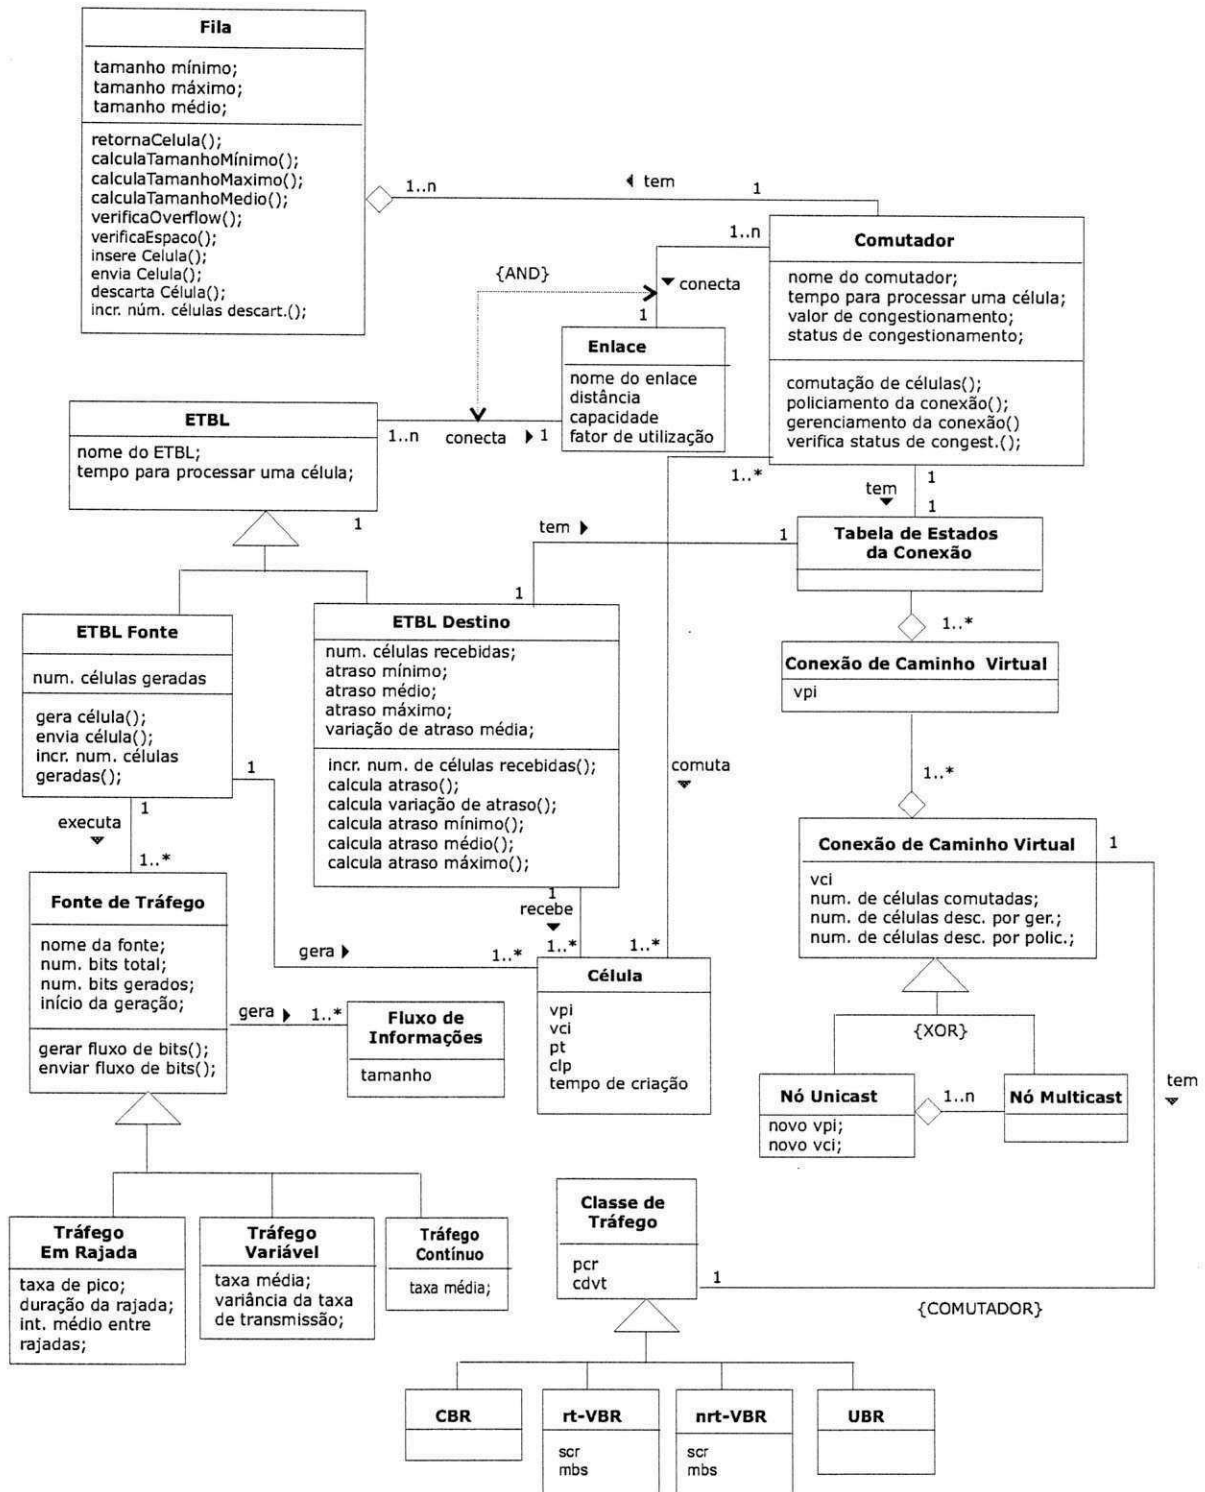 Fila
tamanho mínimo;
tamanho máximo;
tamanho médio;
retornaCelula();
calculaTamanhoMínimo();
calculaTamanhoMaximo();
calculaTamanhoMedio();
verificaOverflow();
verificaEspaco();
insere Celula();
envia Celula();
descarta Célula();
incr. núm. células descart.();
1..n
tem
1
Comutador
nome do comutador;
tempo para processar uma célula;
valor de congestionamento;
status de congestionamento;
comutação de células();
policiamento da conexão();
gerenciamento da conexão()
verifica status de congest.();
1..n
conecta
1
{AND}
Enlace
nome do enlace
distância
capacidade
fator de utilização
ETBL
nome do ETBL;
tempo para processar uma célula;
1..n
conecta
1
1
1..*
tem
1
1
Tabela de Estados
da Conexão
tem
1
1
ETBL Fonte
num. células geradas
gera célula();
envia célula();
incr. num. células
geradas();
ETBL Destino
num. células recebidas;
atraso mínimo;
atraso médio;
atraso máximo;
variação de atraso média;
incr. num. de células recebidas();
calcula atraso();
calcula variação de atraso();
calcula atraso mínimo();
calcula atraso médio();
calcula atraso máximo();
1..*
Conexão de Caminho Virtual
vpi
1..*
Conexão de Caminho Virtual
vci
num. de células comutadas;
num. de células desc. por ger.;
num. de células desc. por polic.;
1
comuta
1
1
executa
1..*
Fonte de Tráfego
nome da fonte;
num. bits total;
num. bits gerados;
início da geração;
gerar fluxo de bits();
enviar fluxo de bits();
1
recebe
gera
1..*
1..*
1..*
Célula
vpi
vci
pt
clp
tempo de criação
gera
1..*
Fluxo de
Informações
tamanho
{XOR}
Nó Unicast
novo vpi;
novo vci;
1..n
Nó Multicast
tem
Tráfego
Em Rajada
taxa de pico;
duração da rajada;
int. médio entre
rajadas;
Tráfego
Variável
taxa média;
variância da taxa
de transmissão;
Tráfego
Contínuo
taxa média;
Classe de
Tráfego
pcr
cdvt
1
{COMUTADOR}
CBR
rt-VBR
scr
mbs
nrt-VBR
scr
mbs
UBR